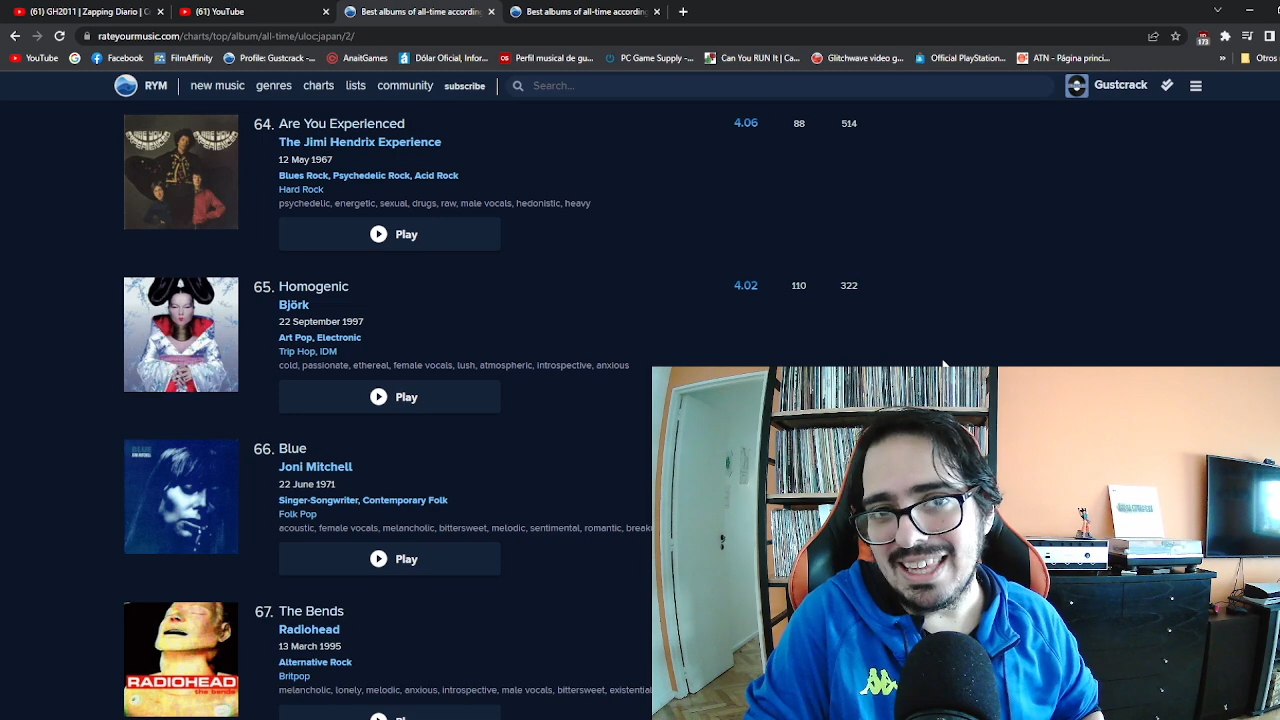 (61) GH2011 | Zapping Diario | C
(61) YouTube
Best albums of all-time according
Best albums of all-time according
rateyourmusic.com/charts/top/album/all-time/ulocjapan/2/
173
YouTube
Facebook
FilmAffinity
Profile: Gustcrack -...
AnaitGames
Dólar Oficial, Infor...
Perfil musical de gu...
PC Game Supply -...
Can You RUN It | Ca...
Glitchwave video g...
Official PlayStation...
ATN - Página princi...
»
Otros
RYM
new music
genres
charts
lists
community
subscribe
Search...
Gustcrack
64. Are You Experienced
4.06
88
514
The Jimi Hendrix Experience
12 May 1967
Blues Rock, Psychedelic Rock, Acid Rock
Hard Rock
psychedelic, energetic, sexual, drugs, raw, male vocals, hedonistic, heavy
Play
65. Homogenic
4.02
110
322
Björk
22 September 1997
Art Pop, Electronic
Trip Hop, IDM
cold, passionate, ethereal, female vocals, lush, atmospheric, introspective, anxious
Play
66. Blue
BLUE
Joni Mitchell
22 June 1971
Singer-Songwriter, Contemporary Folk
Folk Pop
acoustic, female vocals, melancholic, bittersweet, melodic, sentimental, romantic, breaku
Play
67. The Bends
Radiohead
13 March 1995
Alternative Rock
Britpop
RADIOHEAD
the bends
melancholic, lonely, melodic, anxious, introspective, male vocals, bittersweet, existential